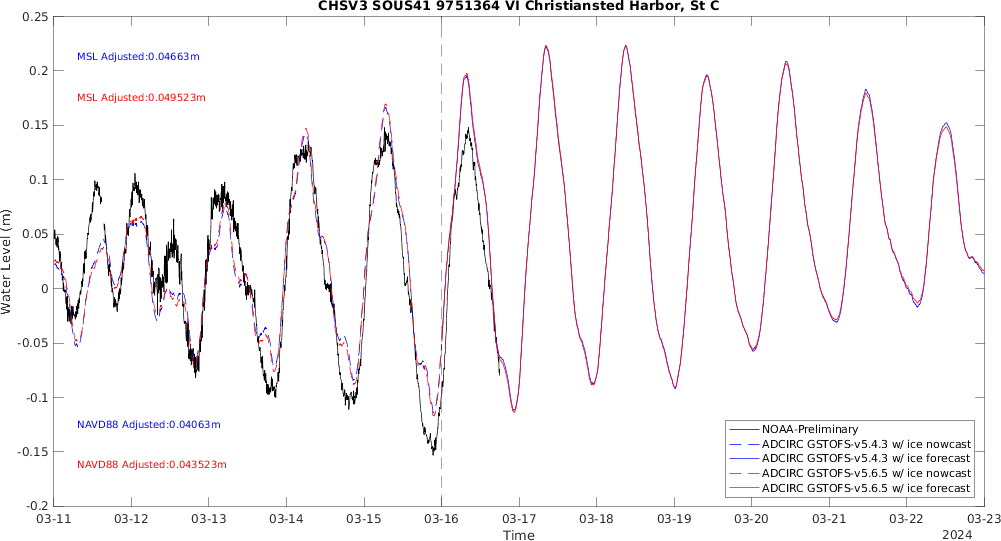 CHSV3 SOUS41 9751364 VI Christiansted Harbor, St C
0.25
0.2
0.15
0.1
0.05
0
-0.05
-0.1
-0.15
-0.2
Water Level (m)
MSL Adjusted:0.04663m
MSL Adjusted:0.049523m
NAVD88 Adjusted:0.04063m
NAVD88 Adjusted:0.043523m
NOAA-Preliminary
ADCIRC GSTOFS-v5.4.3 w/ ice nowcast
ADCIRC GSTOFS-v5.4.3 w/ ice forecast
ADCIRC GSTOFS-v5.6.5 w/ ice nowcast
ADCIRC GSTOFS-v5.6.5 w/ ice forecast
03-11 03-12 03-13 03-14 03-15 03-16 03-17 03-18 03-19 03-20 03-21 03-22 03-23
Time
2024